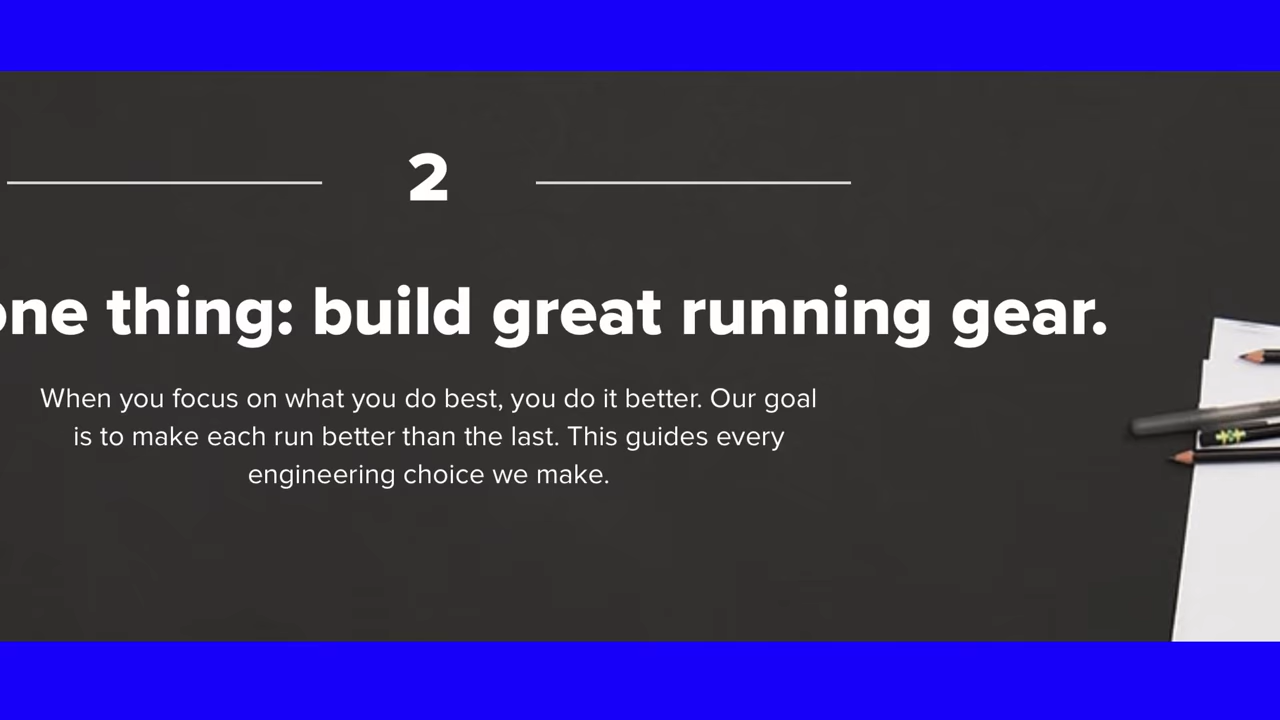 2
one thing: build great running gear.
When you focus on what you do best, you do it better. Our goal
is to make each run better than the last. This guides every
engineering choice we make.